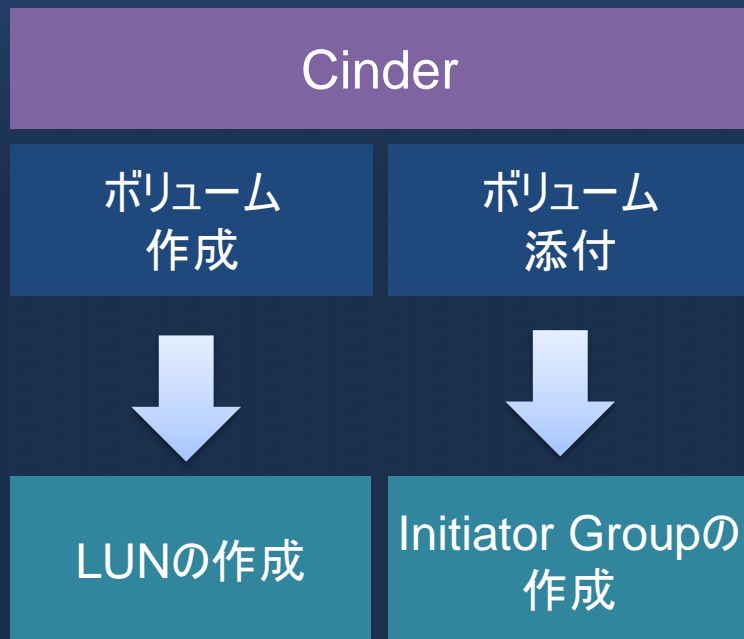 Cinder
ボリューム
作成
ボリューム
添付
LUNの作成
Initiator Groupの
作成